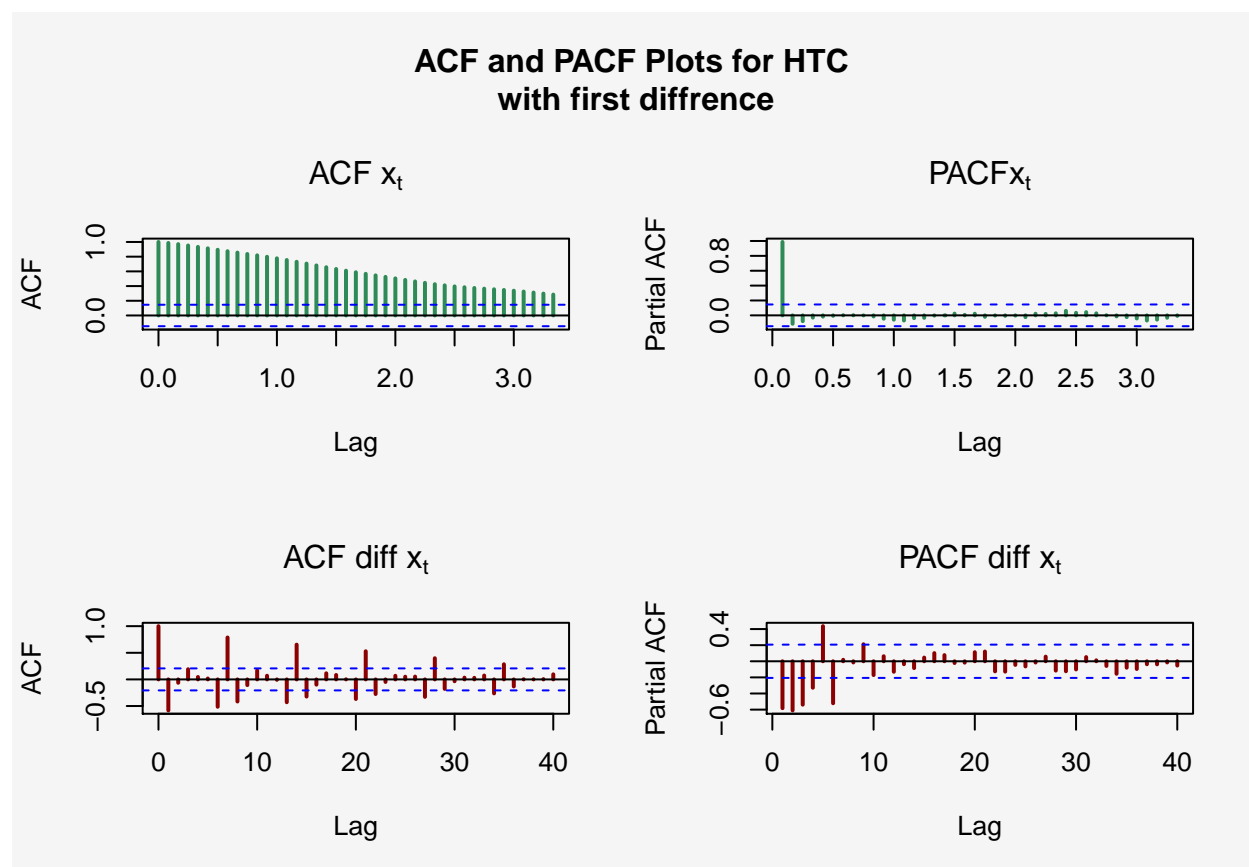 ACF and PACF Plots for HTC
with first diffrence
ACF xt
ACF
1.0
0.0
0.0 1.0 2.0 3.0
Lag
PACFxt
Partial ACF
0.8
0.0
0.0 0.5 1.0 1.5 2.0 2.5 3.0
Lag
ACF diff xt
ACF
1.0
−0.5
0 10 20 30 40
Lag
PACF diff xt
Partial ACF
0.4
−0.6
0 10 20 30 40
Lag